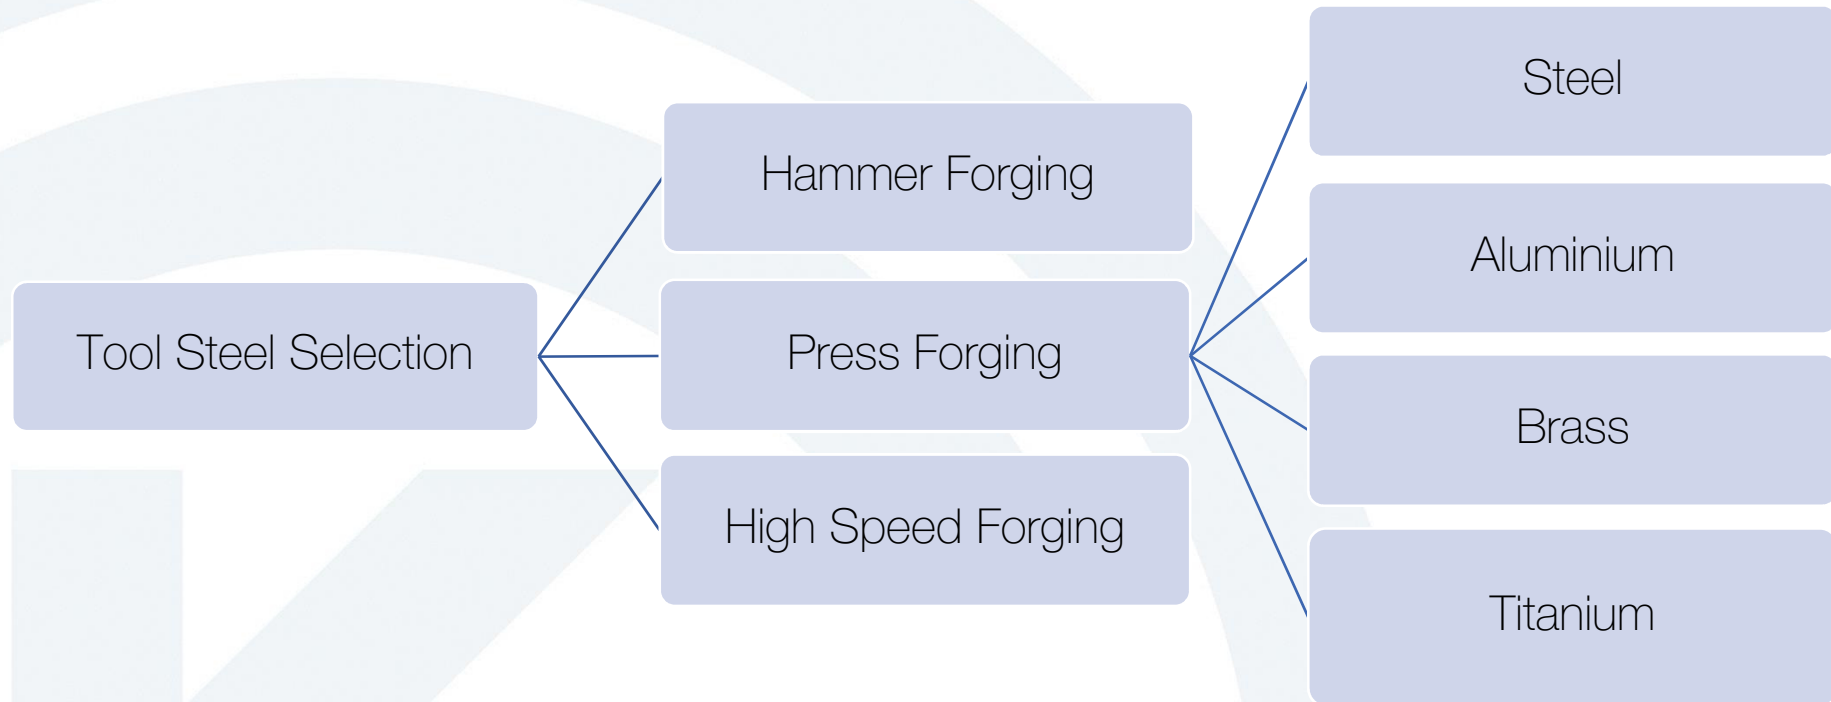 Tool Steel Selection
Hammer Forging
Press Forging
High Speed Forging
Steel
Aluminium
Brass
Titanium